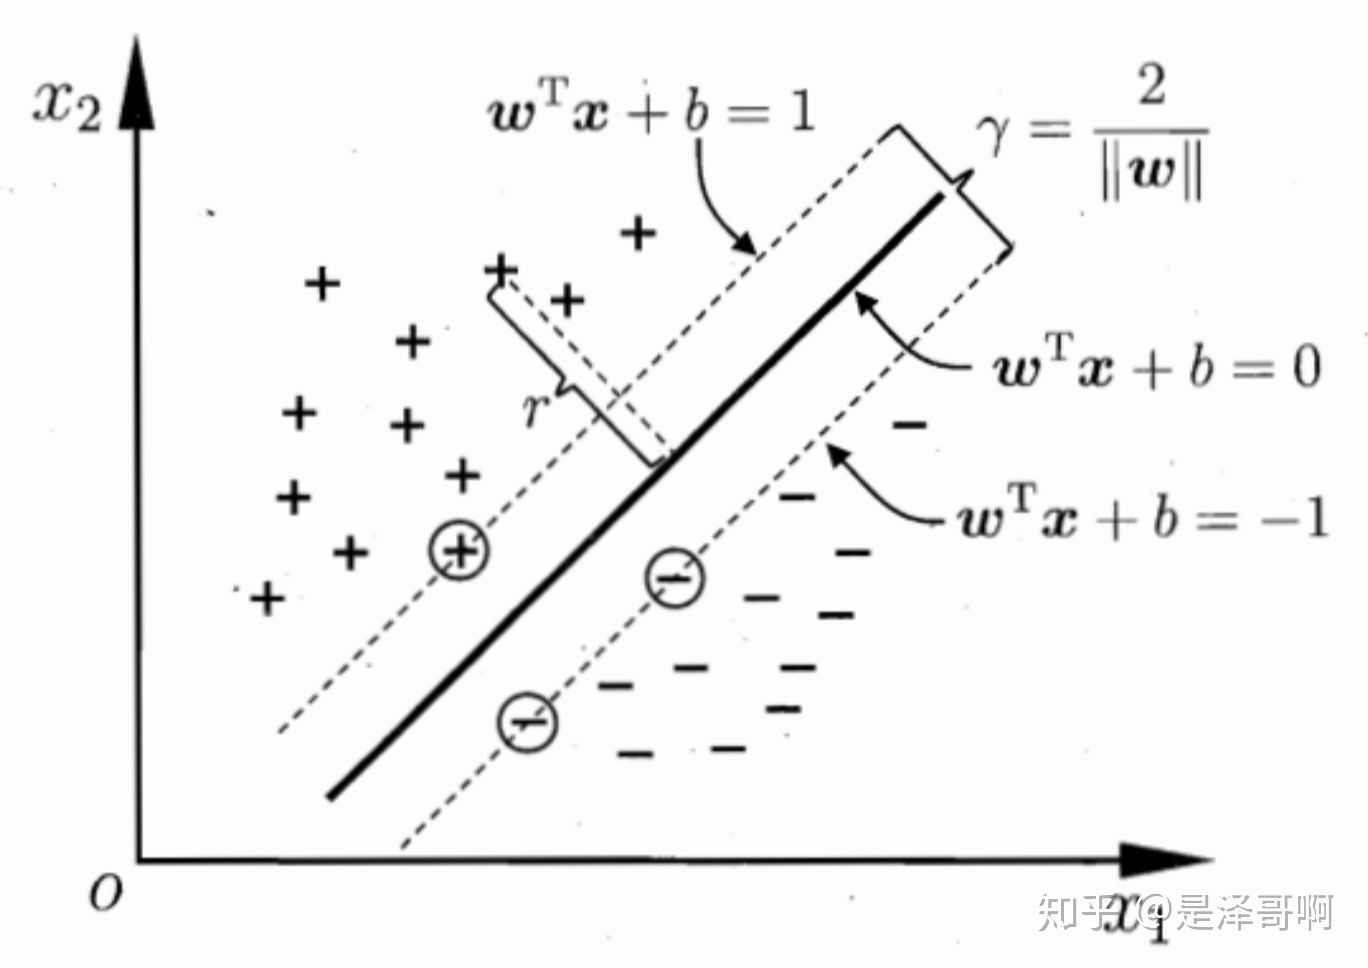 x₂
wᵀx + b = 1
γ = 2/‖w‖
r
wᵀx + b = 0
wᵀx + b = −1
O
x₁
知乎 @是泽哥啊